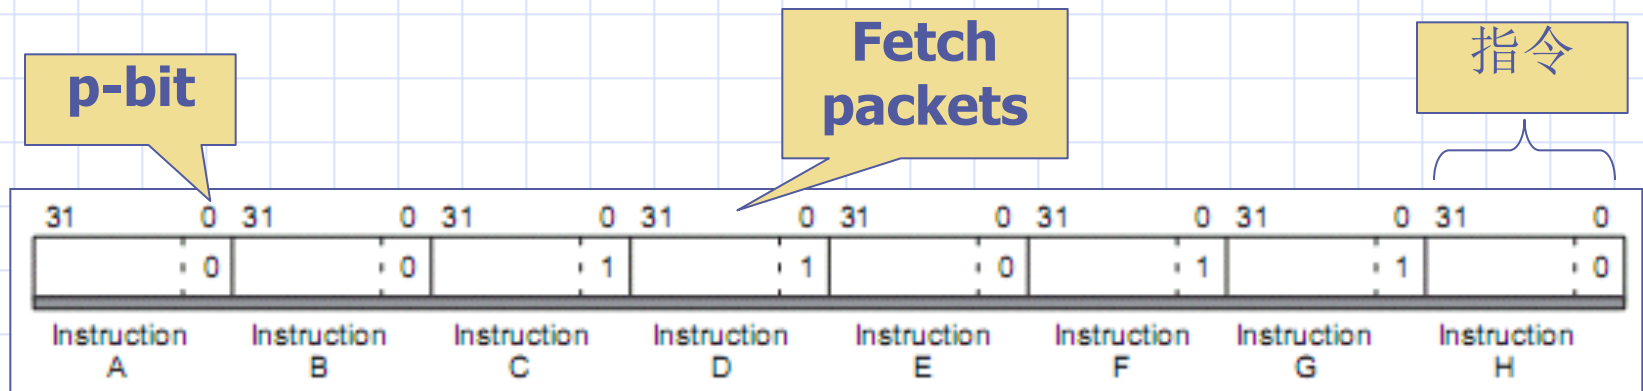 p-bit
Fetch
packets
指令
31 0 31 0 31 0 31 0 31 0 31 0 31 0 31 0
0 0 1 1 0 1 1 0
Instruction Instruction Instruction Instruction Instruction Instruction Instruction Instruction
A B C D E F G H